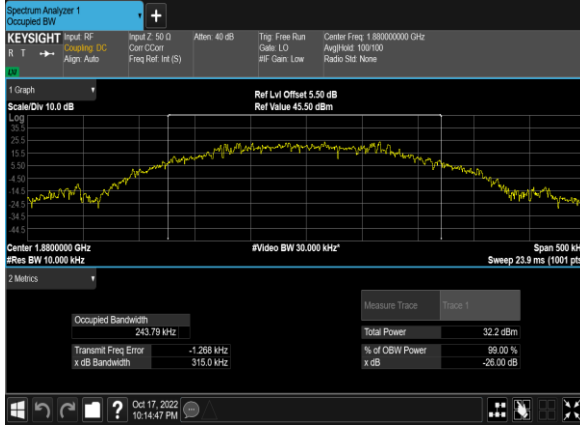 Spectrum Analyzer 1
Occupied BW
+
KEYSIGHT
R T
Input: RF
Coupling: DC
Align: Auto
Input Z: 50 Ω
Corr CCorr
Freq Ref: Int (S)
Atten: 40 dB
Trig: Free Run
Gate: LO
#IF Gain: Low
Center Freq: 1.880000000 GHz
Avg|Hold: 100/100
Radio Std: None
1 Graph
Scale/Div 10.0 dB
Ref Lvl Offset 5.50 dB
Ref Value 45.50 dBm
Log
35.5
25.5
15.5
5.50
-4.50
-14.5
-24.5
-34.5
-44.5
Center 1.8800000 GHz
#Res BW 10.000 kHz
#Video BW 30.000 kHz*
Span 500 kH
Sweep 23.9 ms (1001 pts
2 Metrics
Measure Trace
Trace 1
Occupied Bandwidth
243.79 kHz
Total Power
32.2 dBm
Transmit Freq Error
-1.268 kHz
% of OBW Power
99.00 %
x dB Bandwidth
315.0 kHz
x dB
-26.00 dB
?
Oct 17, 2022
10:14:47 PM